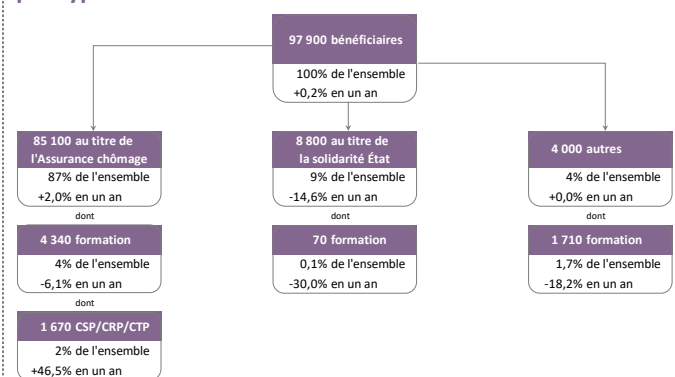 97 900 bénéficiaires
100% de l'ensemble
+0,2% en un an
85 100 au titre de
l'Assurance chômage
87% de l'ensemble
+2,0% en un an
dont
4 340 formation
4% de l'ensemble
-6,1% en un an
dont
1 670 CSP/CRP/CTP
2% de l'ensemble
+46,5% en un an
8 800 au titre de
la solidarité État
9% de l'ensemble
-14,6% en un an
dont
70 formation
0,1% de l'ensemble
-30,0% en un an
4 000 autres
4% de l'ensemble
+0,0% en un an
dont
1 710 formation
1,7% de l'ensemble
-18,2% en un an